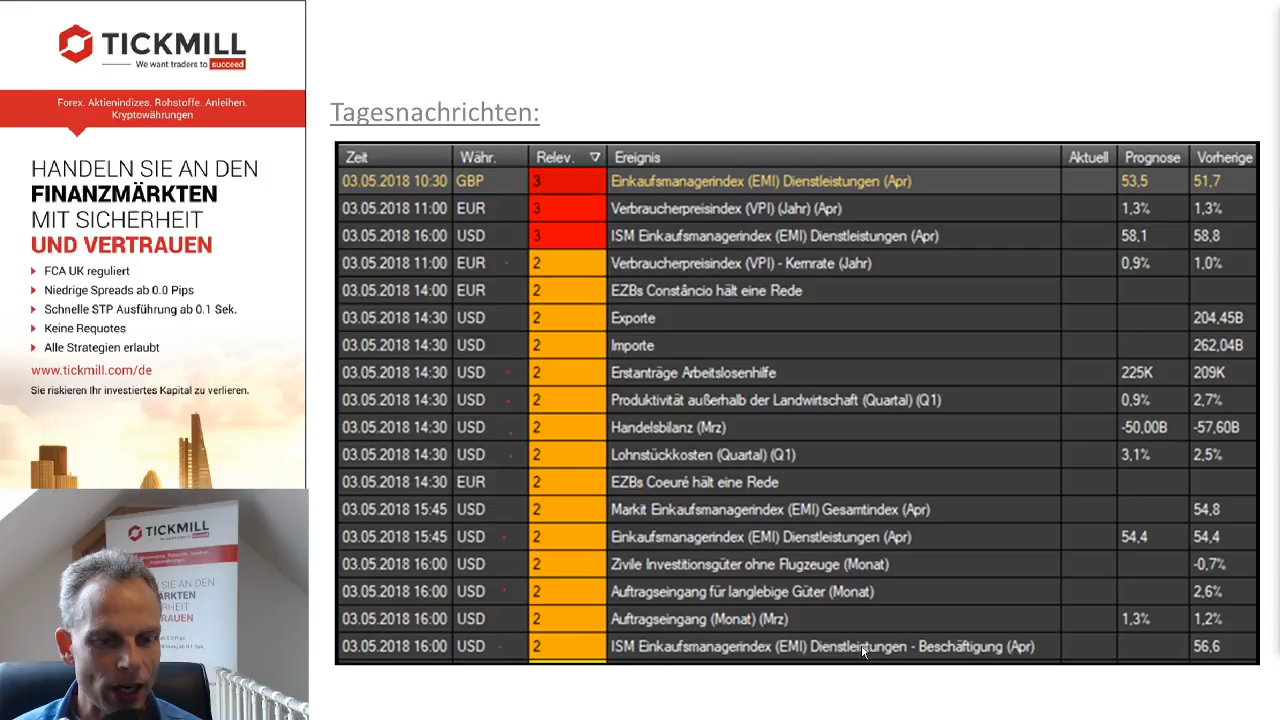 TICKMILL
We want traders to succeed
Forex. Aktienindizes. Rohstoffe. Anleihen.
Kryptowährungen
HANDELN SIE AN DEN
FINANZMÄRKTEN
MIT SICHERHEIT
UND VERTRAUEN
FCA UK reguliert
Niedrige Spreads ab 0.0 Pips
Schnelle STP Ausführung ab 0.1 Sek.
Keine Requotes
Alle Strategien erlaubt
www.tickmill.com/de
Sie riskieren Ihr investiertes Kapital zu verlieren.
TICKMILL
SIE AN DEN
ÄRKTEN
ERHEIT
RAUEN
Tagesnachrichten:
Zeit Währ. Relev. Ereignis Aktuell Prognose Vorherige
03.05.2018 10:30 GBP 3 Einkaufsmanagerindex (EMI) Dienstleistungen (Apr) 53,5 51,7
03.05.2018 11:00 EUR 3 Verbraucherpreisindex (VPI) (Jahr) (Apr) 1,3% 1,3%
03.05.2018 16:00 USD 3 ISM Einkaufsmanagerindex (EMI) Dienstleistungen (Apr) 58,1 58,8
03.05.2018 11:00 EUR 2 Verbraucherpreisindex (VPI) - Kernrate (Jahr) 0,9% 1,0%
03.05.2018 14:00 EUR 2 EZBs Constâncio hält eine Rede
03.05.2018 14:30 USD 2 Exporte 204,45B
03.05.2018 14:30 USD 2 Importe 262,04B
03.05.2018 14:30 USD 2 Erstanträge Arbeitslosenhilfe 225K 209K
03.05.2018 14:30 USD 2 Produktivität außerhalb der Landwirtschaft (Quartal) (Q1) 0,9% 2,7%
03.05.2018 14:30 USD 2 Handelsbilanz (Mrz) -50,00B -57,60B
03.05.2018 14:30 USD 2 Lohnstückkosten (Quartal) (Q1) 3,1% 2,5%
03.05.2018 14:30 EUR 2 EZBs Coeuré hält eine Rede
03.05.2018 15:45 USD 2 Markit Einkaufsmanagerindex (EMI) Gesamtindex (Apr) 54,8
03.05.2018 15:45 USD 2 Einkaufsmanagerindex (EMI) Dienstleistungen (Apr) 54,4 54,4
03.05.2018 16:00 USD 2 Zivile Investitionsgüter ohne Flugzeuge (Monat) -0,7%
03.05.2018 16:00 USD 2 Auftragseingang für langlebige Güter (Monat) 2,6%
03.05.2018 16:00 USD 2 Auftragseingang (Monat) (Mrz) 1,3% 1,2%
03.05.2018 16:00 USD 2 ISM Einkaufsmanagerindex (EMI) Dienstleistungen - Beschäftigung (Apr) 56,6